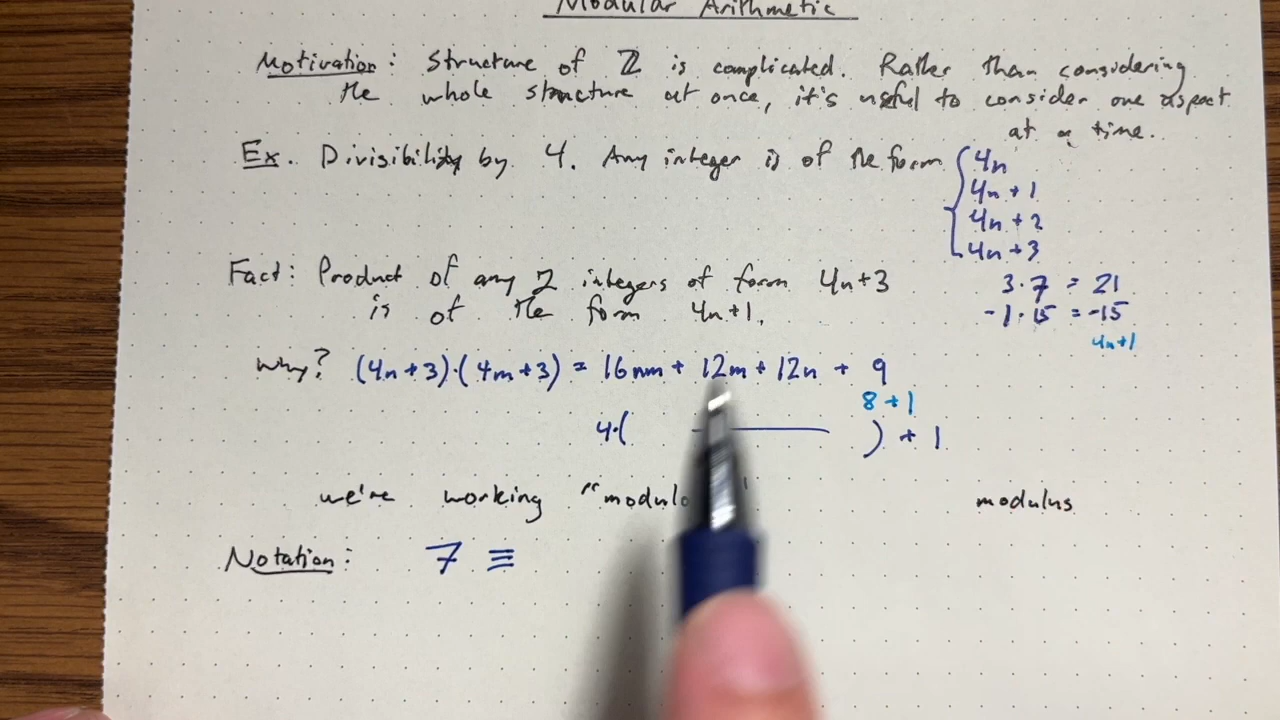 Modular Arithmetic
Motivation: Structure of ℤ is complicated. Rather than considering
the whole structure at once, it's useful to consider one aspect
at a time.
Ex. Divisibility by 4. Any integer is of the form { 4n
4n + 1
4n + 2
4n + 3
Fact: Product of any 2 integers of form 4n+3
is of the form 4n+1.
3·7 = 21
-1·15 = -15
4n+1
Why? (4n+3)·(4m+3) = 16nm + 12m + 12n + 9
8+1
4·( ) + 1
we're working "modulo
modulus
Notation: 7 ≡